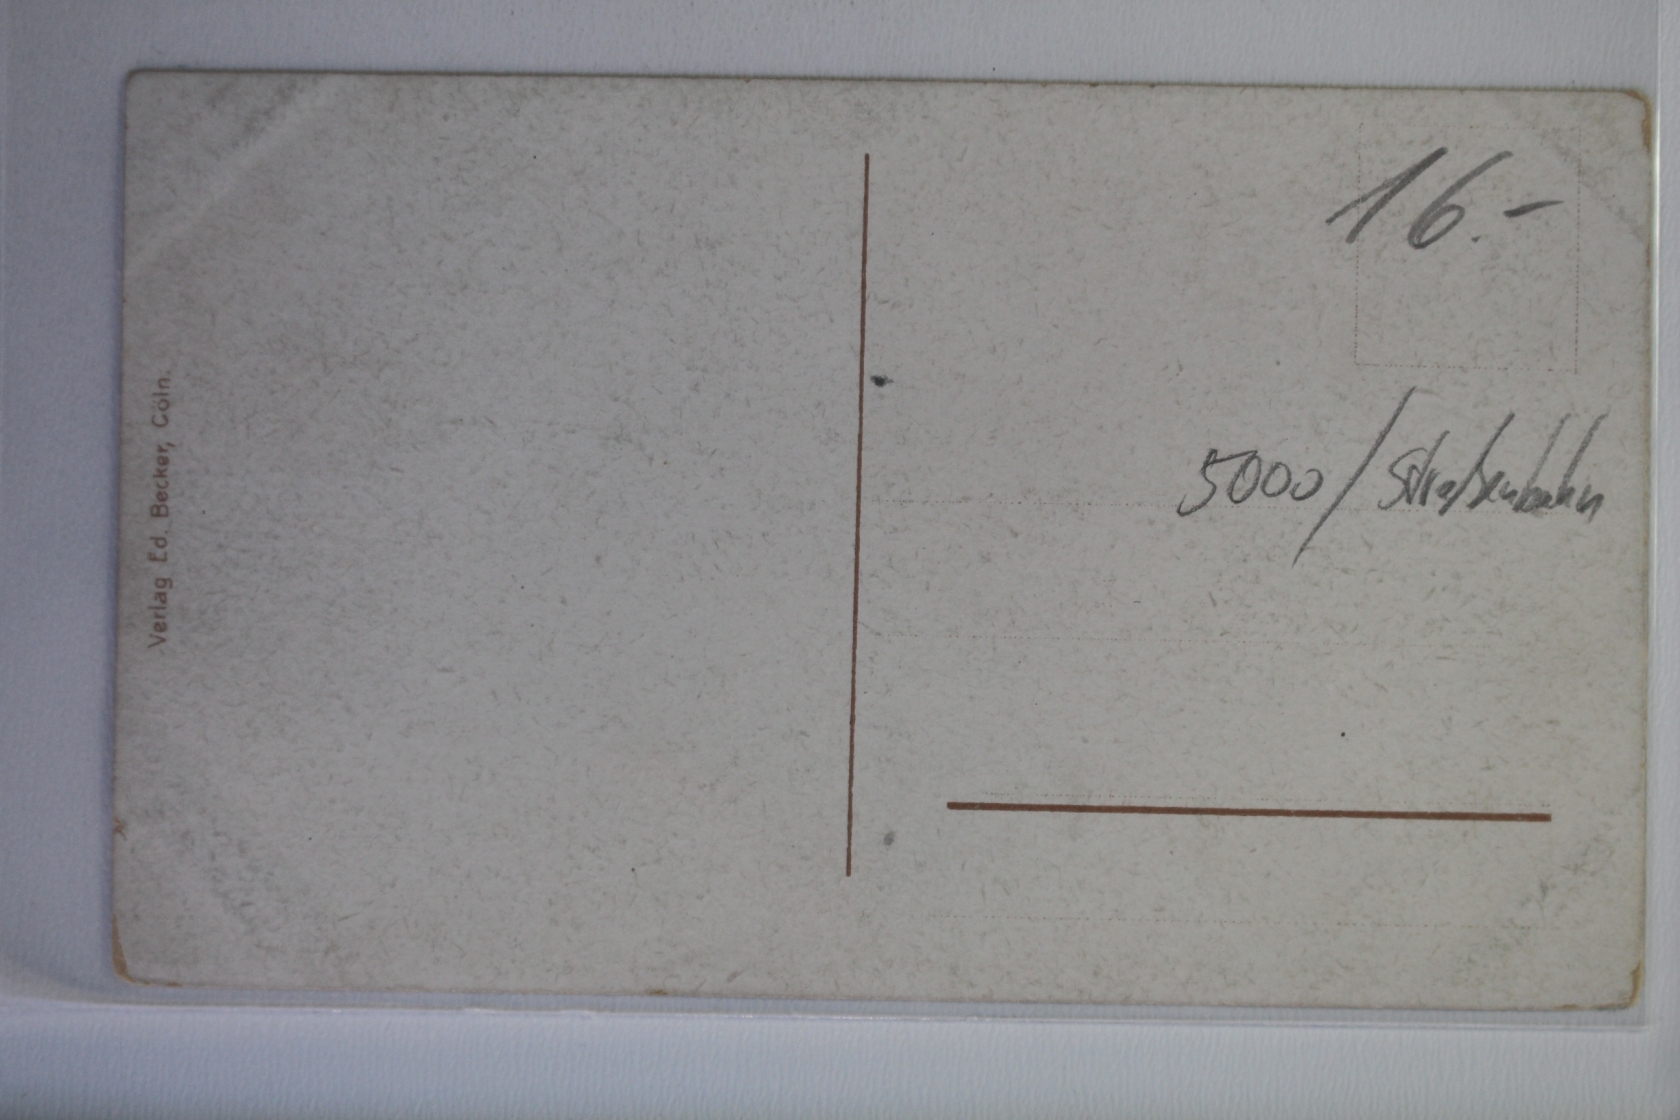 Verlag Ed. Becker, Cöln.
16.-
5000/Straßenbahn